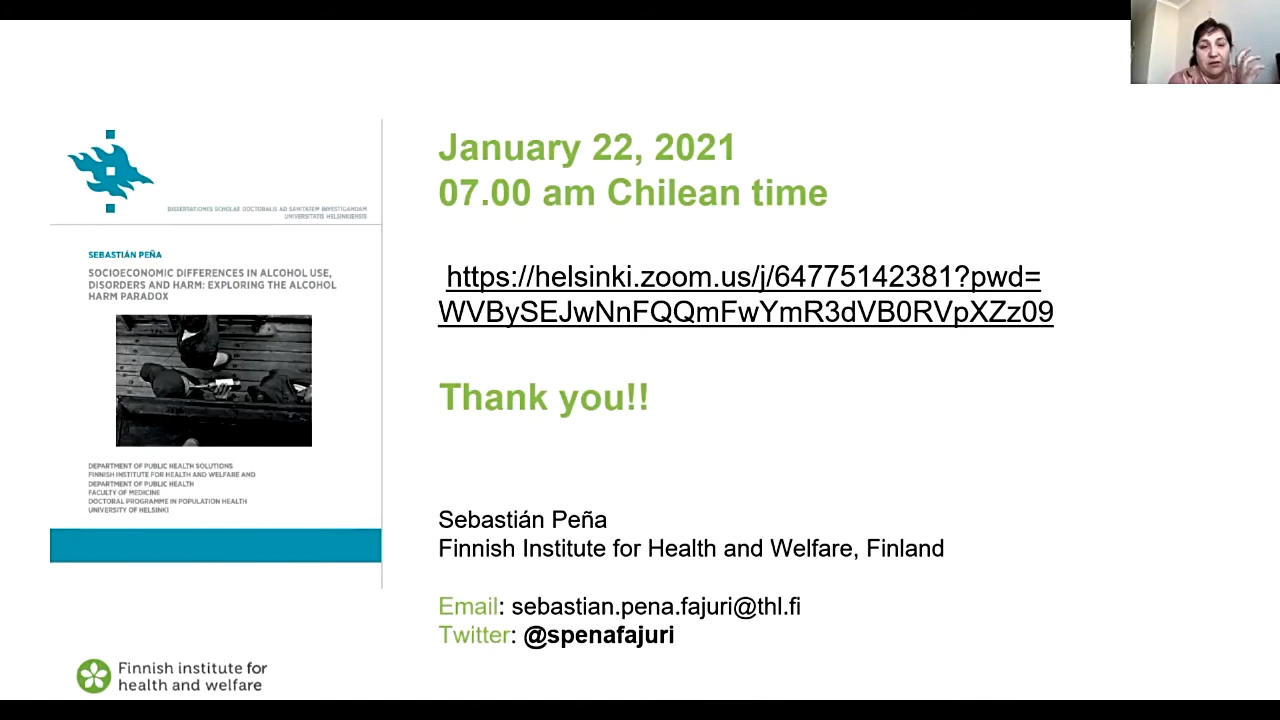 DISSERTATIONES SCHOLAE DOCTORALIS AD SANITATEM INVESTIGANDAM
UNIVERSITATIS HELSINKIENSIS
SEBASTIÁN PEÑA
SOCIOECONOMIC DIFFERENCES IN ALCOHOL USE,
DISORDERS AND HARM: EXPLORING THE ALCOHOL
HARM PARADOX
DEPARTMENT OF PUBLIC HEALTH SOLUTIONS
FINNISH INSTITUTE FOR HEALTH AND WELFARE AND
DEPARTMENT OF PUBLIC HEALTH
FACULTY OF MEDICINE
DOCTORAL PROGRAMME IN POPULATION HEALTH
UNIVERSITY OF HELSINKI
Finnish institute for
health and welfare
January 22, 2021
07.00 am Chilean time
https://helsinki.zoom.us/j/64775142381?pwd=
WVBySEJwNnFQQmFwYmR3dVB0RVpXZz09
Thank you!!
Sebastián Peña
Finnish Institute for Health and Welfare, Finland
Email: sebastian.pena.fajuri@thl.fi
Twitter: @spenafajuri